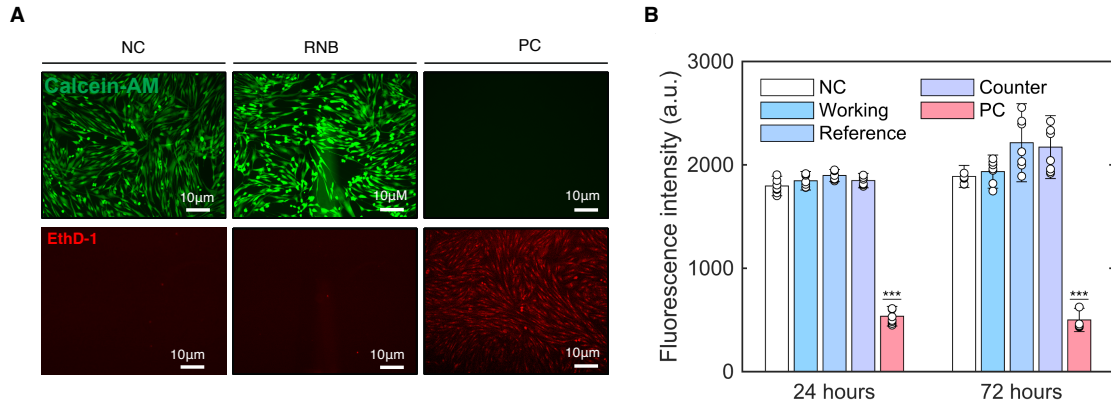 A
NC RNB PC
Calcein-AM
10μm 10μM 10μm
EthD-1
10μm 10μm 10μm
B
Fluorescence intensity (a.u.)
3000
2000
1000
0
NC
Working
Reference
Counter
PC
***
***
24 hours 72 hours